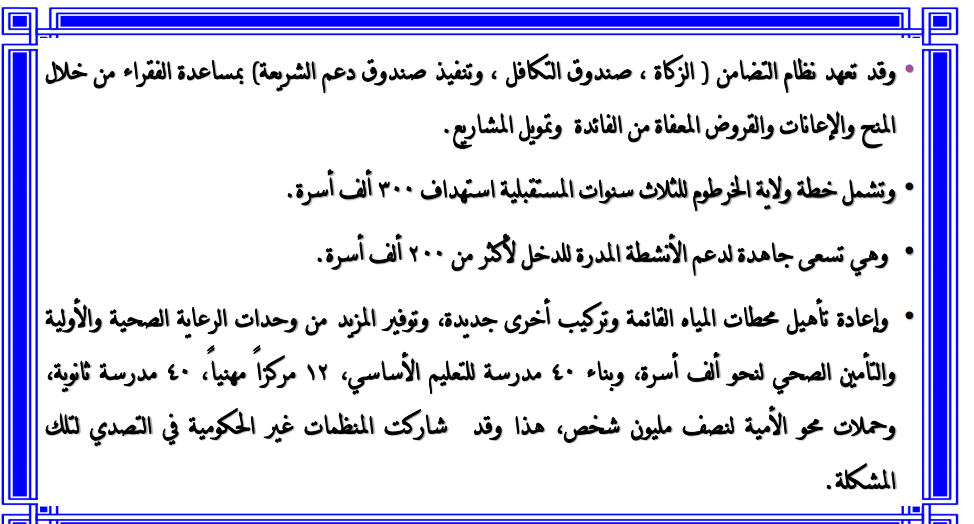 • وقد تعهد نظام التضامن ( الزكاة ، صندوق التكافل ، وتنفيذ صندوق دعم الشريعة) بمساعدة الفقراء من خلال
المنح والإعانات والقروض المعفاة من الفائدة وتمويل المشاريع.
• وتشمل خطة ولاية الخرطوم للثلاث سنوات المستقبلية استهداف ٣٠٠ ألف أسرة.
• وهي تسعى جاهدة لدعم الأنشطة المدرة للدخل لأكثر من ٢٠٠ ألف أسرة.
• وإعادة تأهيل محطات المياه القائمة وتركيب أخرى جديدة، وتوفير المزيد من وحدات الرعاية الصحية والأولية
والتأمين الصحي لنحو ألف أسرة، وبناء ٤٠ مدرسة للتعليم الأساسي، ١٢ مركزاً مهنياً، ٤٠ مدرسة ثانوية،
وحملات محو الأمية لنصف مليون شخص، هذا وقد شاركت المنظمات غير الحكومية في التصدي لتلك
المشكلة.